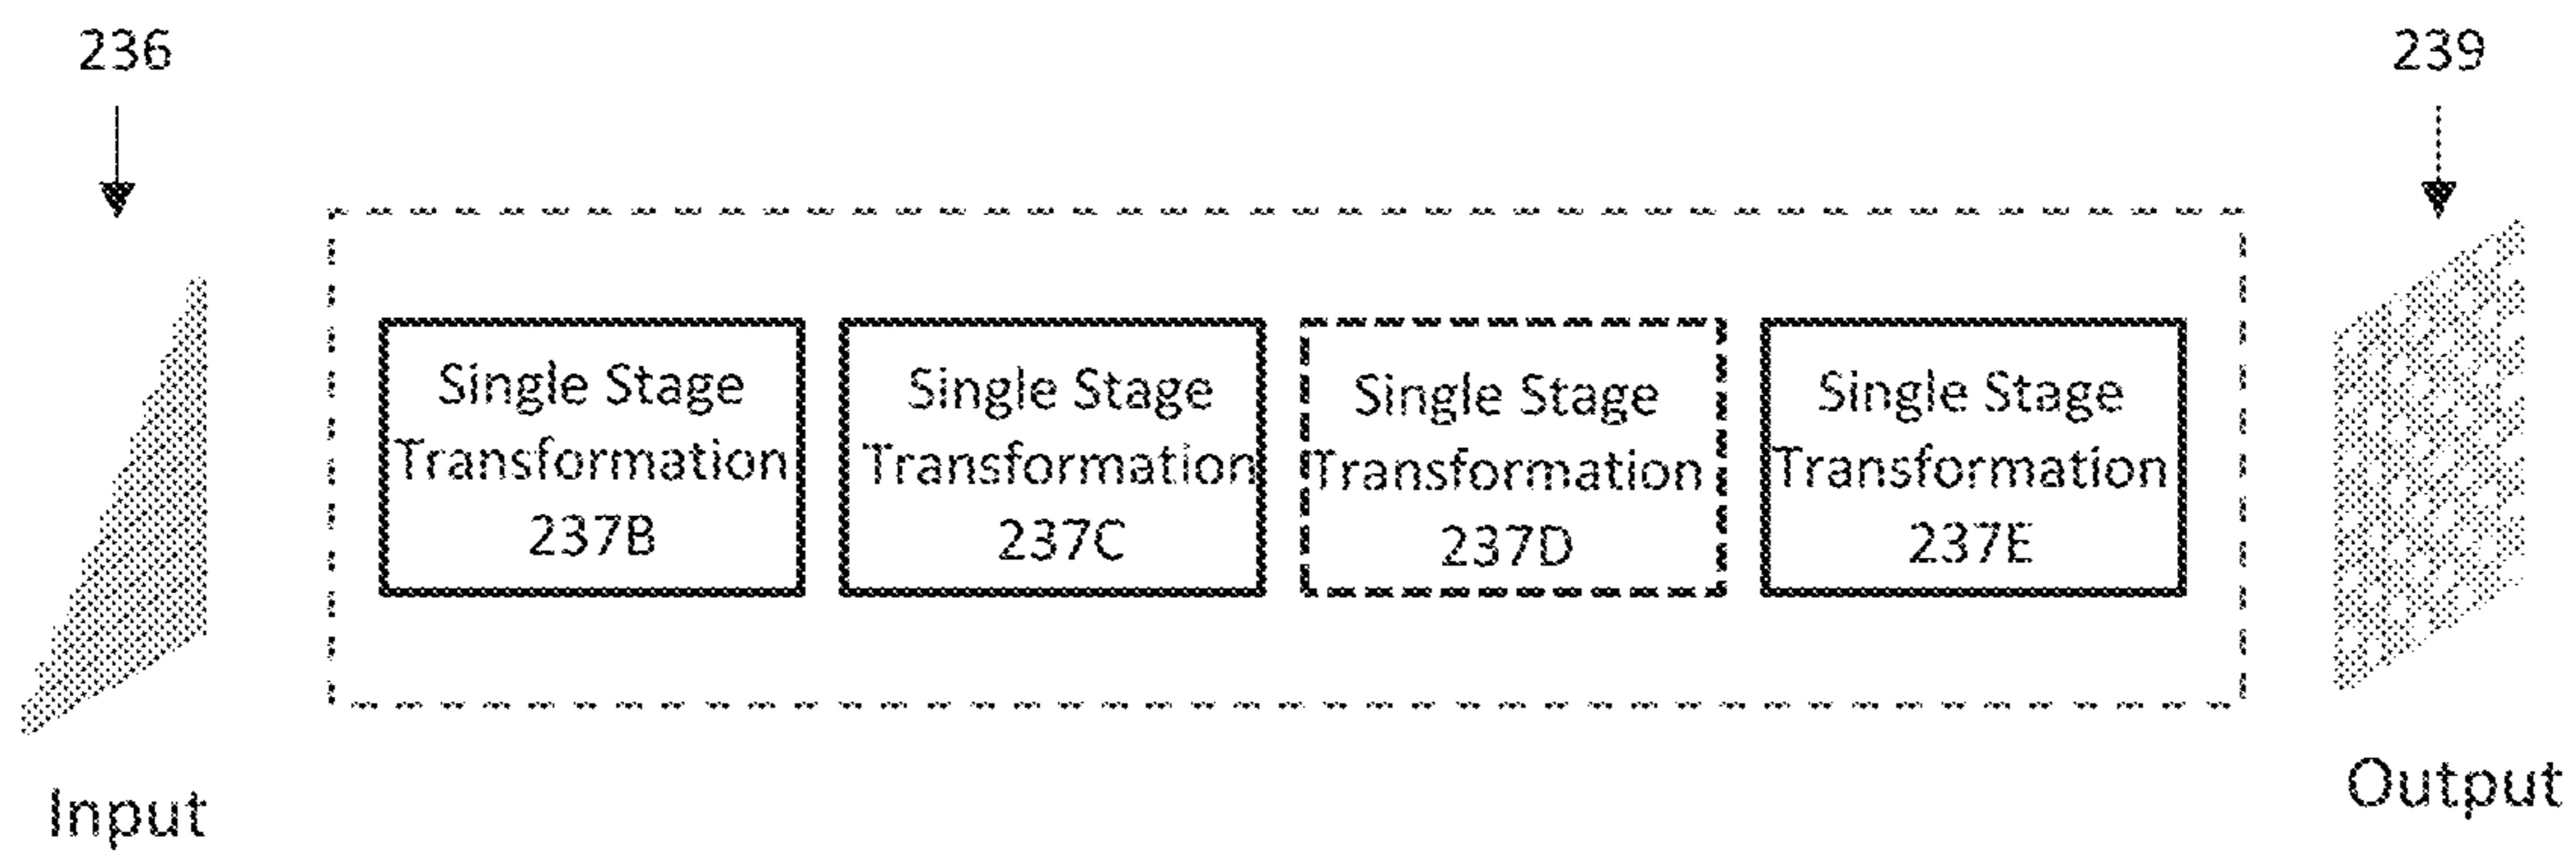 236
239
Single Stage
Transformation
237B
Single Stage
Transformation
237C
Single Stage
Transformation
237D
Single Stage
Transformation
237E
Input
Output